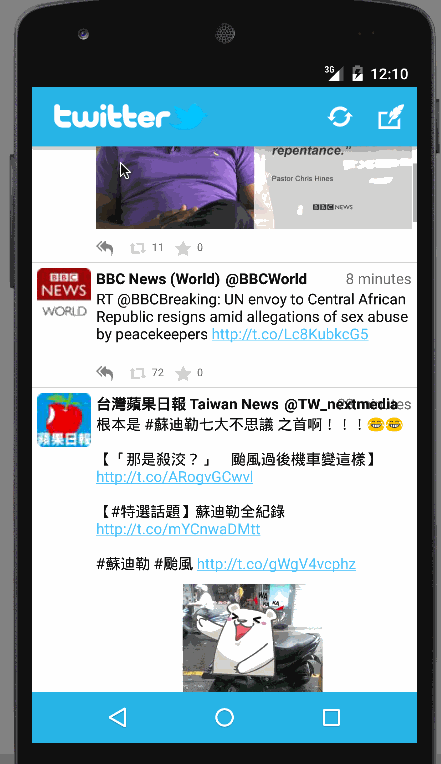 3G
12:10
twitter
repentance."
Pastor Chris Hines
BBC NEWS
11
0
BBC NEWS
WORLD
BBC News (World) @BBCWorld
8 minutes
RT @BBCBreaking: UN envoy to Central African
Republic resigns amid allegations of sex abuse
by peacekeepers http://t.co/Lc8KubkcG5
72
0
蘋果日報
台灣蘋果日報 Taiwan News @TW_nextmedia
根本是 #蘇迪勒七大不思議 之首啊！！！😂😂
【「那是殺洨？」 颱風過後機車變這樣】
http://t.co/ARogvGCwvl
【#特選話題】蘇迪勒全紀錄
http://t.co/mYCnwaDMtt
#蘇迪勒 #颱風 http://t.co/gWgV4vcphz